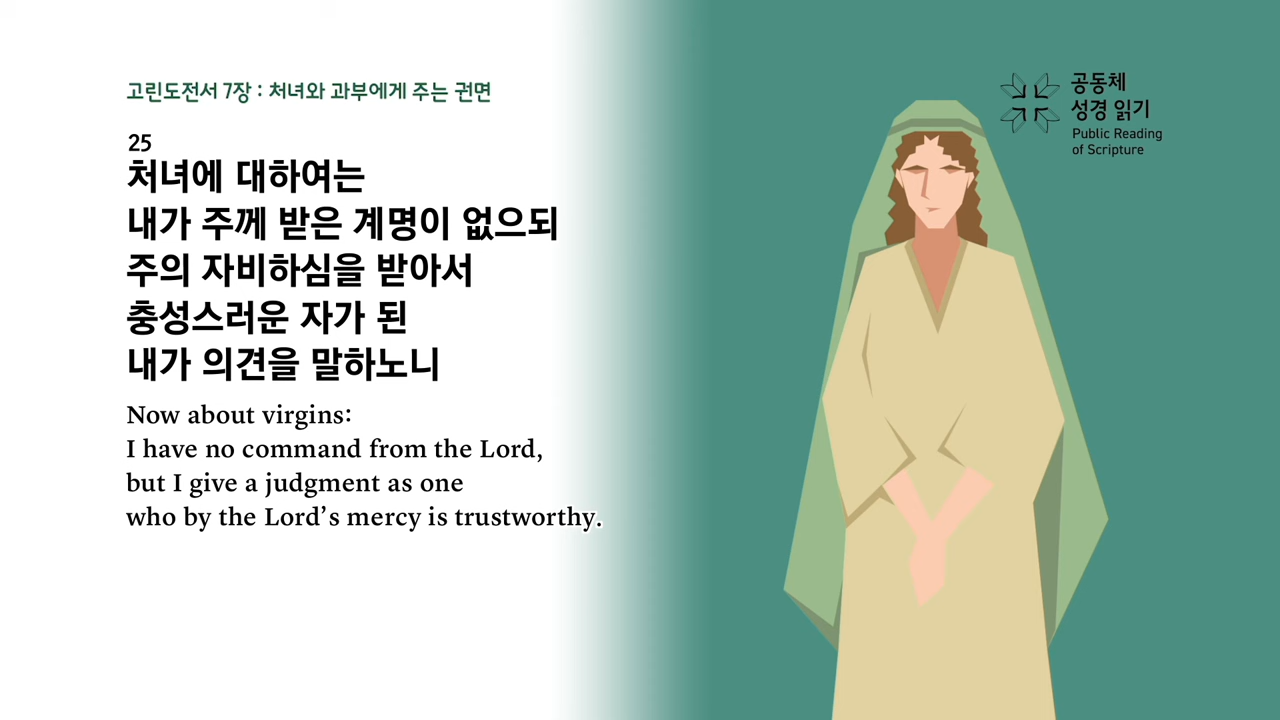 고린도전서 7장 : 처녀와 과부에게 주는 권면
25
처녀에 대하여는
내가 주께 받은 계명이 없으되
주의 자비하심을 받아서
충성스러운 자가 된
내가 의견을 말하노니
Now about virgins:
I have no command from the Lord,
but I give a judgment as one
who by the Lord’s mercy is trustworthy.
공동체
성경 읽기
Public Reading
of Scripture